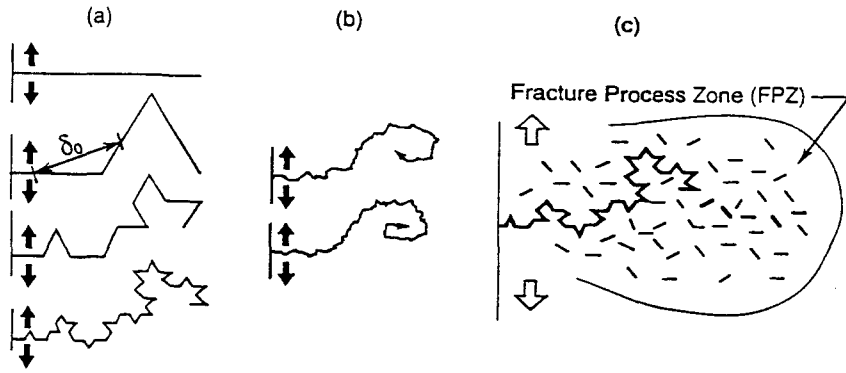 (a)
(b)
(c)
Fracture Process Zone (FPZ)
δ₀